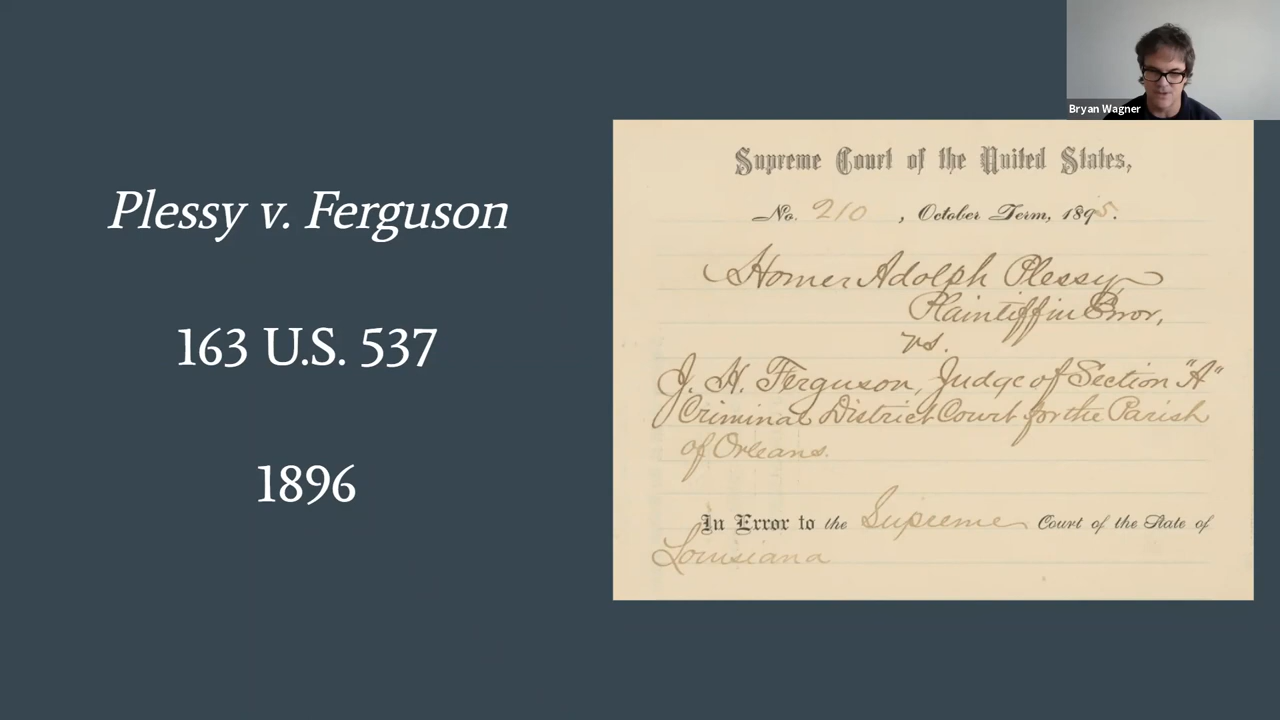 Bryan Wagner
Plessy v. Ferguson
163 U.S. 537
1896
Supreme Court of the United States,
No. 210 , October Term, 1895.
Homer Adolph Plessy,
Plaintiff in Error,
vs.
J. H. Ferguson, Judge of Section "A"
Criminal District Court for the Parish
of Orleans.
In Error to the Supreme Court of the State of
Louisiana